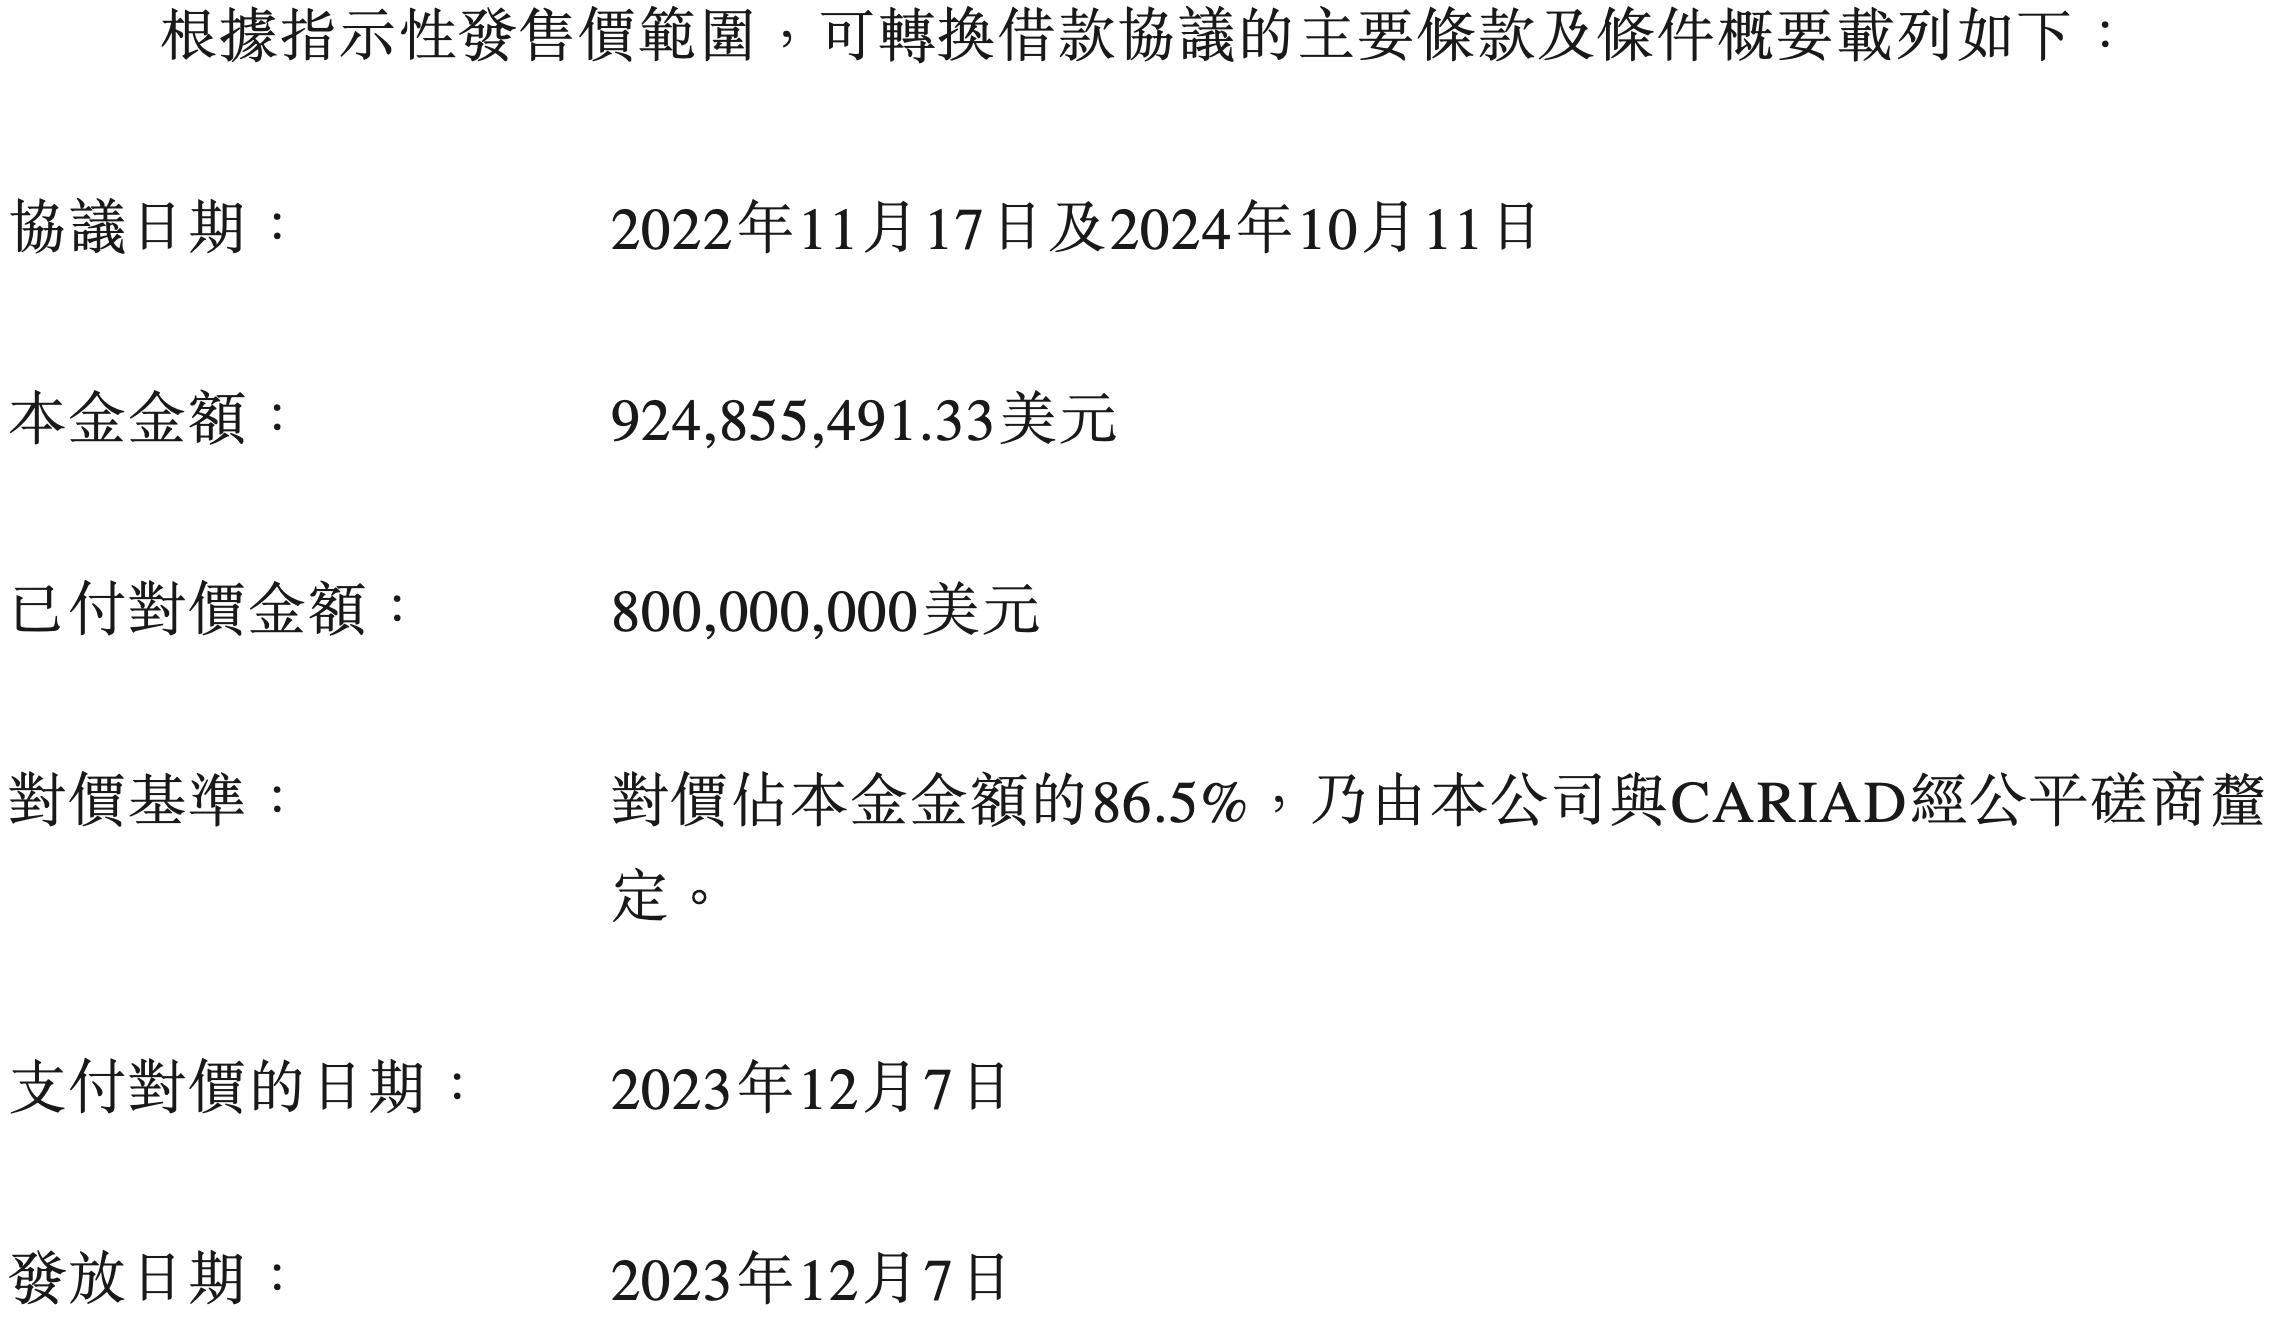 根據指示性發售價範圍，可轉換借款協議的主要條款及條件概要載列如下：
協議日期： 2022年11月17日及2024年10月11日
本金金額： 924,855,491.33美元
已付對價金額： 800,000,000美元
對價基準： 對價佔本金金額的86.5%，乃由本公司與CARIAD經公平磋商釐
定。
支付對價的日期： 2023年12月7日
發放日期： 2023年12月7日